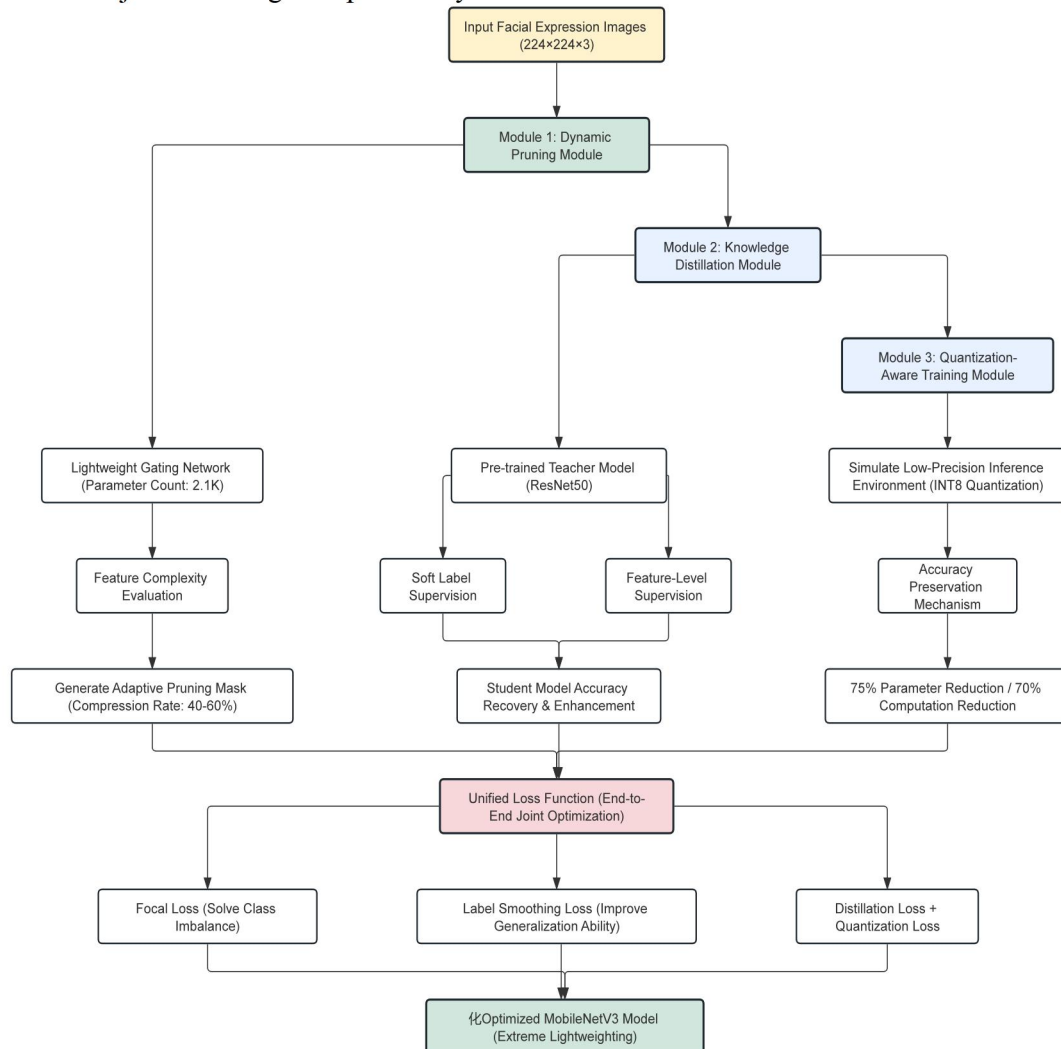 Input Facial Expression Images
(224×224×3)
Module 1: Dynamic
Pruning Module
Module 2: Knowledge
Distillation Module
Module 3: Quantization-
Aware Training Module
Lightweight Gating Network
(Parameter Count: 2.1K)
Pre-trained Teacher Model
(ResNet50)
Simulate Low-Precision Inference
Environment (INT8 Quantization)
Feature Complexity
Evaluation
Soft Label
Supervision
Feature-Level
Supervision
Accuracy
Preservation
Mechanism
Generate Adaptive Pruning Mask
(Compression Rate: 40-60%)
Student Model Accuracy
Recovery & Enhancement
75% Parameter Reduction / 70%
Computation Reduction
Unified Loss Function (End-to-
End Joint Optimization)
Focal Loss (Solve Class
Imbalance)
Label Smoothing Loss (Improve
Generalization Ability)
Distillation Loss +
Quantization Loss
化Optimized MobileNetV3 Model
(Extreme Lightweighting)